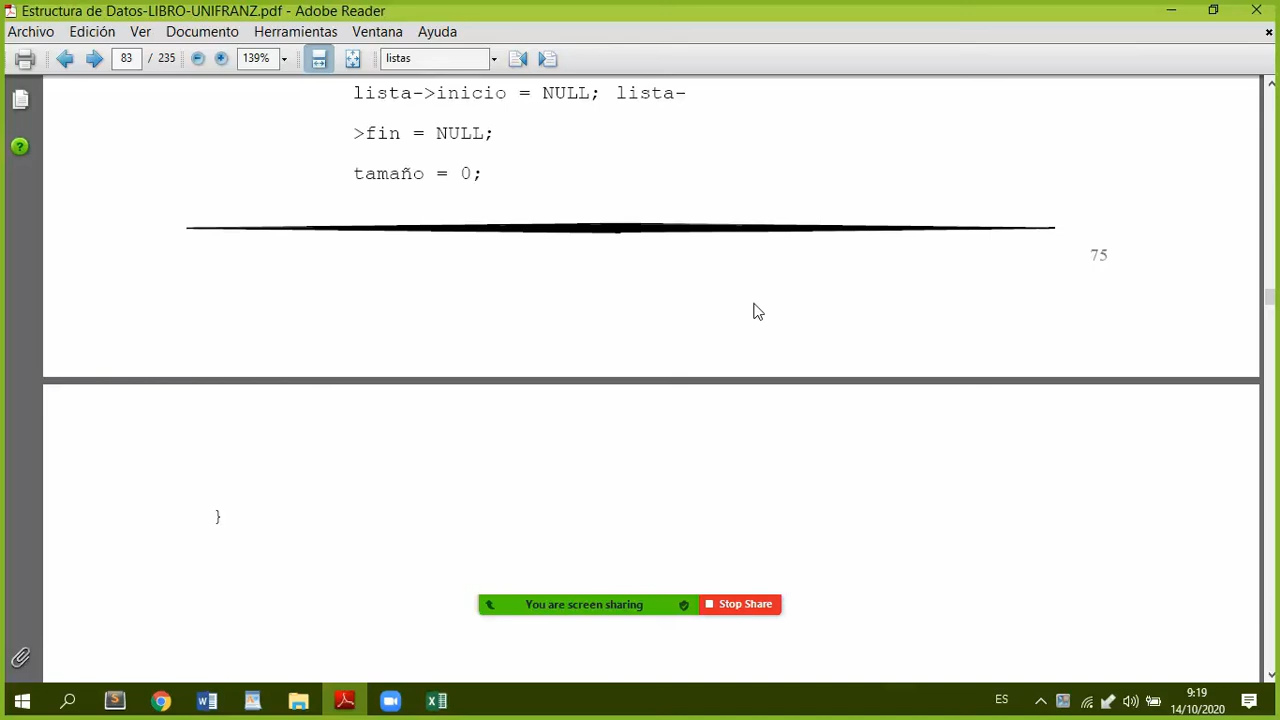 Estructura de Datos-LIBRO-UNIFRANZ.pdf - Adobe Reader
Archivo Edición Ver Documento Herramientas Ventana Ayuda
83 / 235 139% listas
lista->inicio = NULL; lista-
>fin = NULL;
tamaño = 0;
75
}
You are screen sharing Stop Share
ES
9:19
14/10/2020